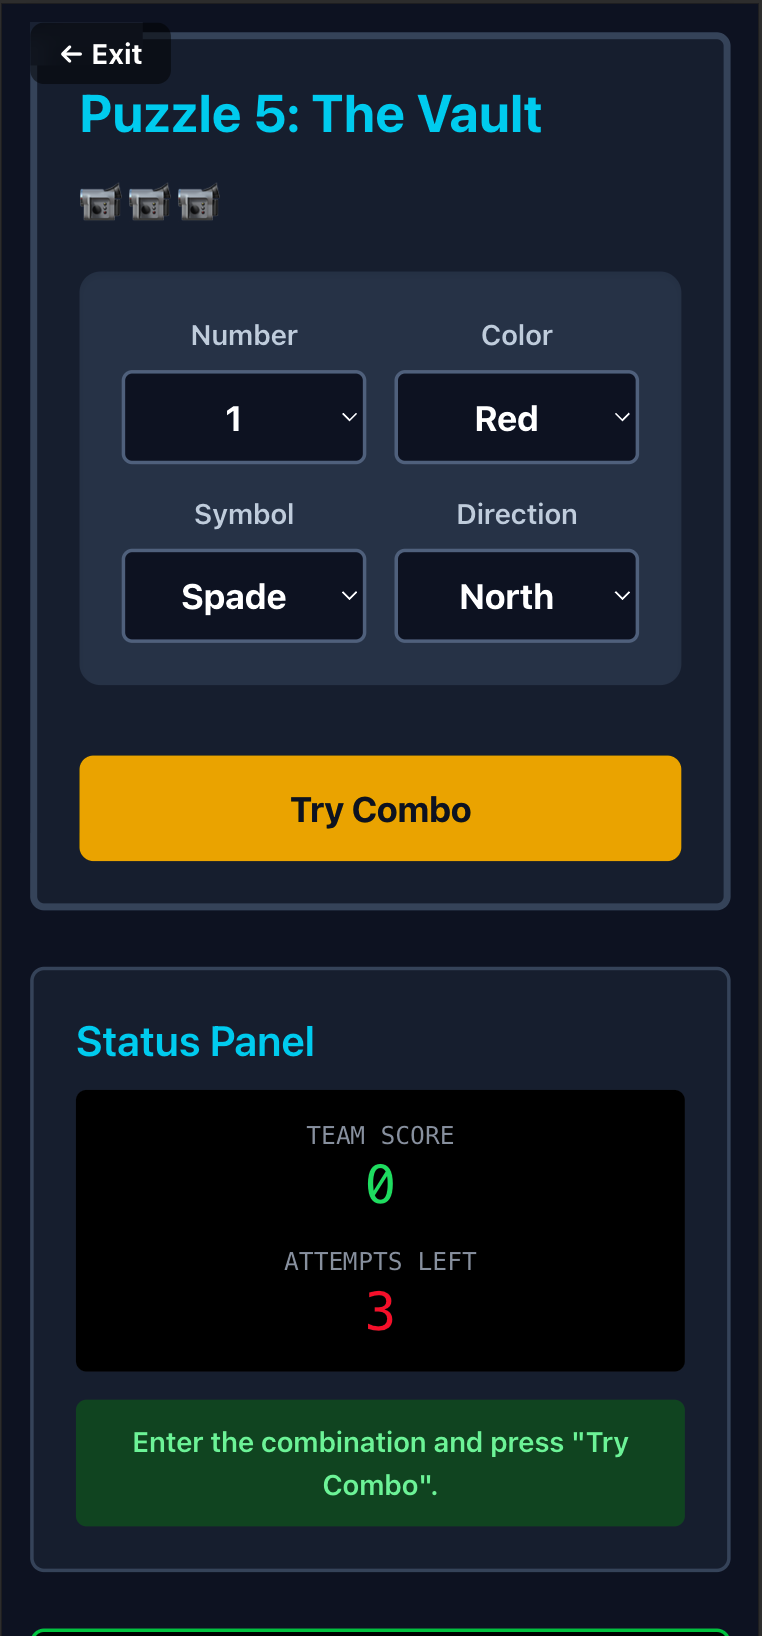 ← Exit
Puzzle 5: The Vault
Number
Color
1
Red
Symbol
Direction
Spade
North
Try Combo
Status Panel
TEAM SCORE
0
ATTEMPTS LEFT
3
Enter the combination and press "Try
Combo".